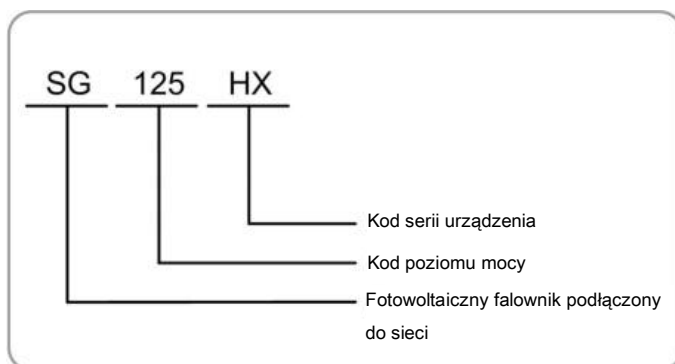 SG 125 HX
Kod serii urządzenia
Kod poziomu mocy
Fotowoltaiczny falownik podłączony
do sieci